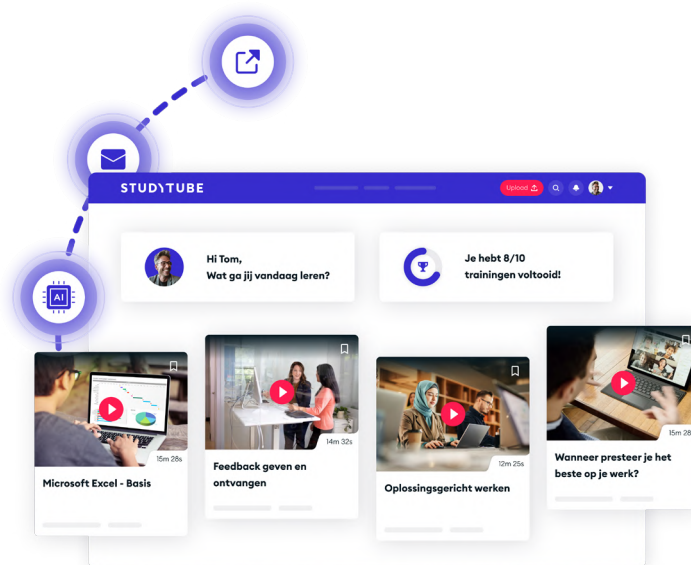 STUDYTUBE
Upload
Hi Tom,
Wat ga jij vandaag leren?
Je hebt 8/10
trainingen voltooid!
AI
15m 28s
Microsoft Excel - Basis
14m 32s
Feedback geven en
ontvangen
12m 25s
Oplossingsgericht werken
15m 28
Wanneer presteer je het
beste op je werk?